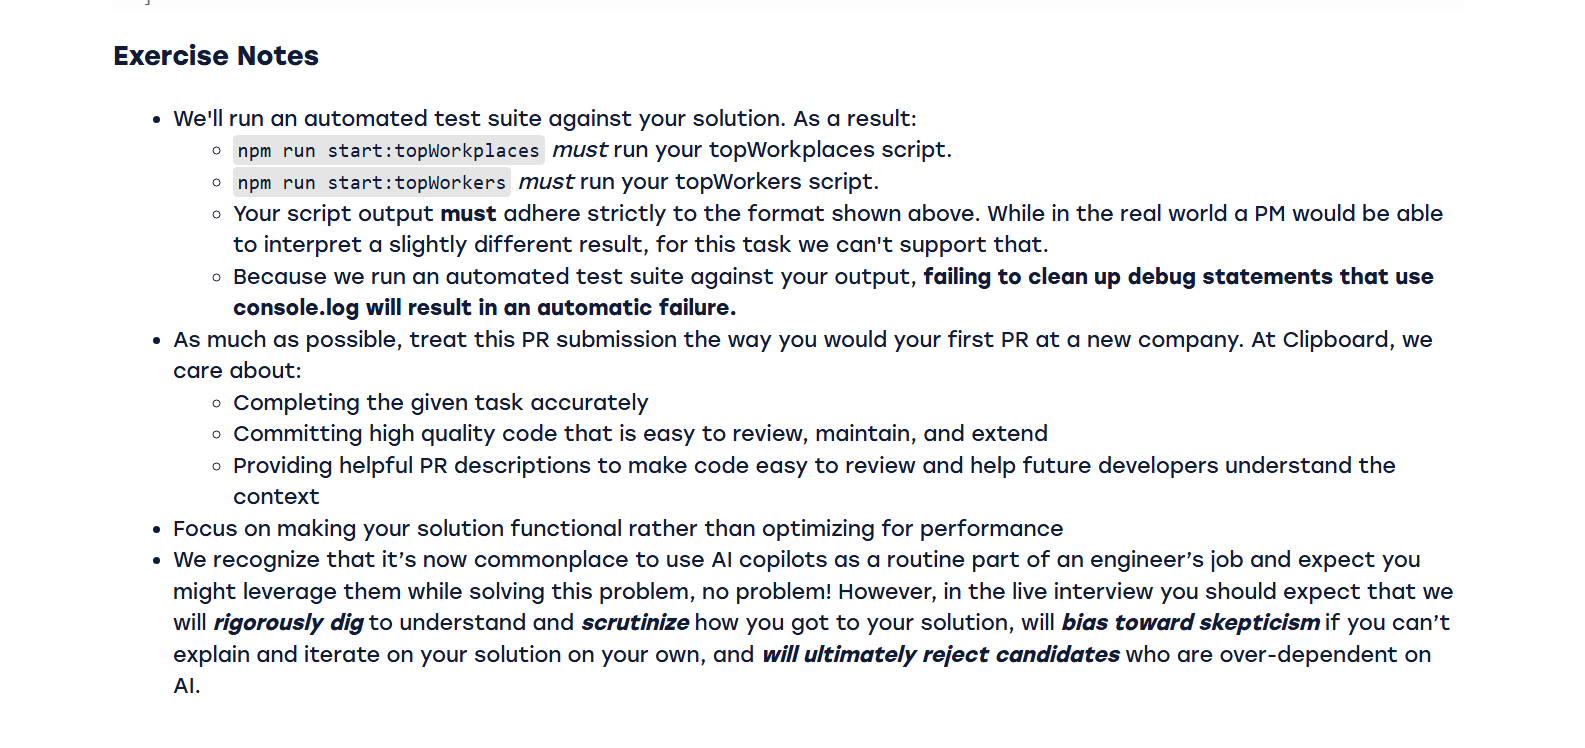 Exercise Notes
We'll run an automated test suite against your solution. As a result:
npm run start:topWorkplaces must run your topWorkplaces script.
npm run start:topWorkers must run your topWorkers script.
Your script output must adhere strictly to the format shown above. While in the real world a PM would be able
to interpret a slightly different result, for this task we can't support that.
Because we run an automated test suite against your output, failing to clean up debug statements that use
console.log will result in an automatic failure.
As much as possible, treat this PR submission the way you would your first PR at a new company. At Clipboard, we
care about:
Completing the given task accurately
Committing high quality code that is easy to review, maintain, and extend
Providing helpful PR descriptions to make code easy to review and help future developers understand the
context
Focus on making your solution functional rather than optimizing for performance
We recognize that it’s now commonplace to use AI copilots as a routine part of an engineer’s job and expect you
might leverage them while solving this problem, no problem! However, in the live interview you should expect that we
will rigorously dig to understand and scrutinize how you got to your solution, will bias toward skepticism if you can’t
explain and iterate on your solution on your own, and will ultimately reject candidates who are over-dependent on
AI.